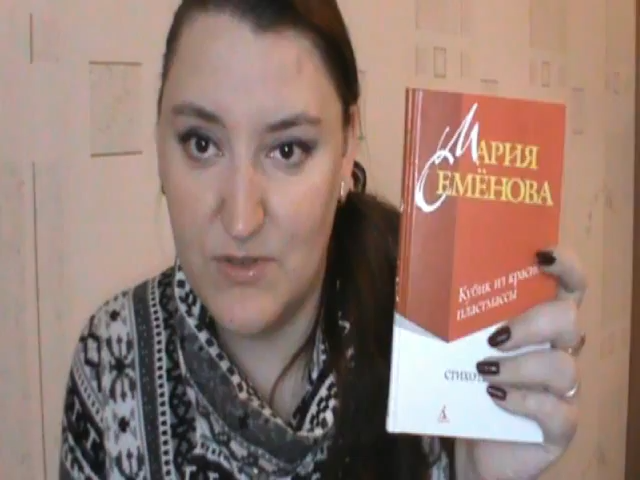 Мария
Семёнова
Кубик из
пластмассы